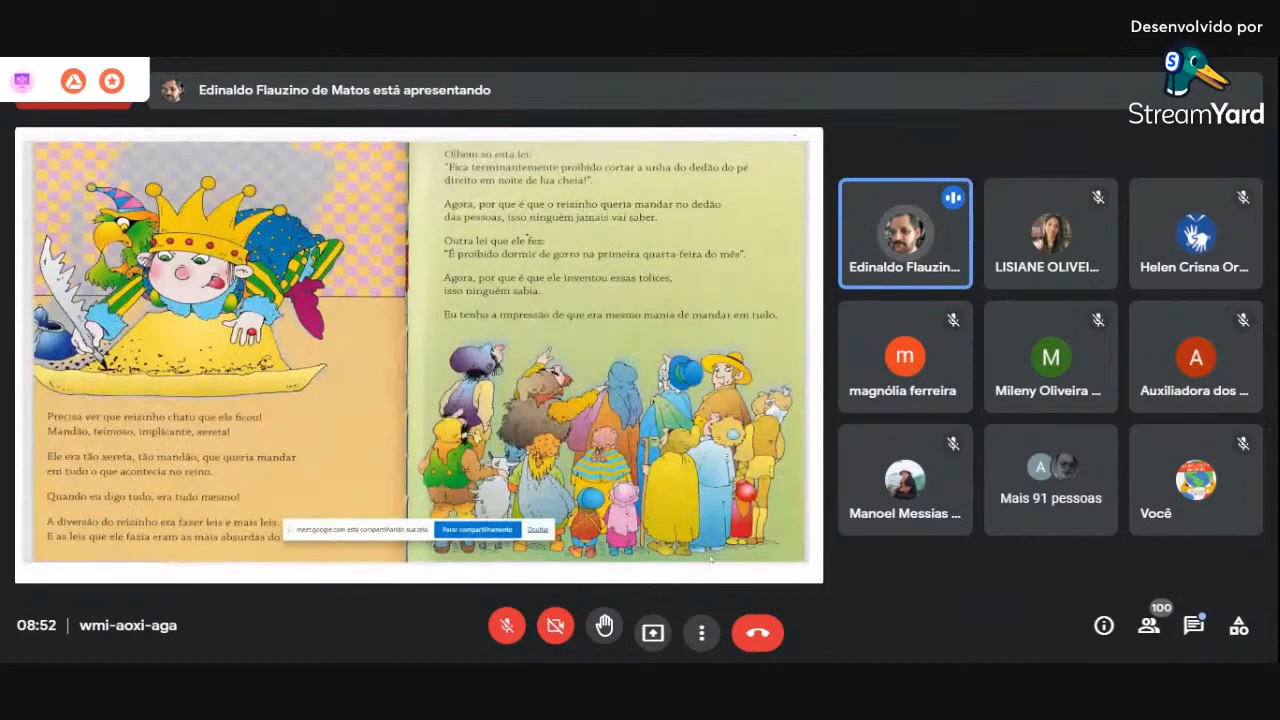 Desenvolvido por
StreamYard
Edinaldo Flauzino de Matos está apresentando
Precisa ver que reizinho chato que ele ficou!
Mandão, teimoso, implicante, xereta!
Ele era tão xereta, tão mandão, que queria mandar
em tudo o que acontecia no reino.
Quando eu digo tudo, era tudo mesmo!
A diversão do reizinho era fazer leis e mais leis.
E as leis que ele fazia eram as mais absurdas do
Olhem só esta lei:
"Fica terminantemente proibido cortar a unha do dedão do pé
direito em noite de lua cheia!".
Agora, por que é que o reizinho queria mandar no dedão
das pessoas, isso ninguém jamais vai saber.
Outra lei que ele fez:
"É proibido dormir de gorro na primeira quarta-feira do mês".
Agora, por que é que ele inventou essas tolices,
isso ninguém sabia.
Eu tenho a impressão de que era mesmo mania de mandar em tudo.
meet.google.com está compartilhando sua tela.
Parar compartilhamento
Ocultar
Edinaldo Flauzin...
LISIANE OLIVEI...
Helen Crisna Or...
m
magnólia ferreira
M
Mileny Oliveira ...
A
Auxiliadora dos ...
Manoel Messias ...
A
Mais 91 pessoas
Você
08:52 | wmi-aoxi-aga
100